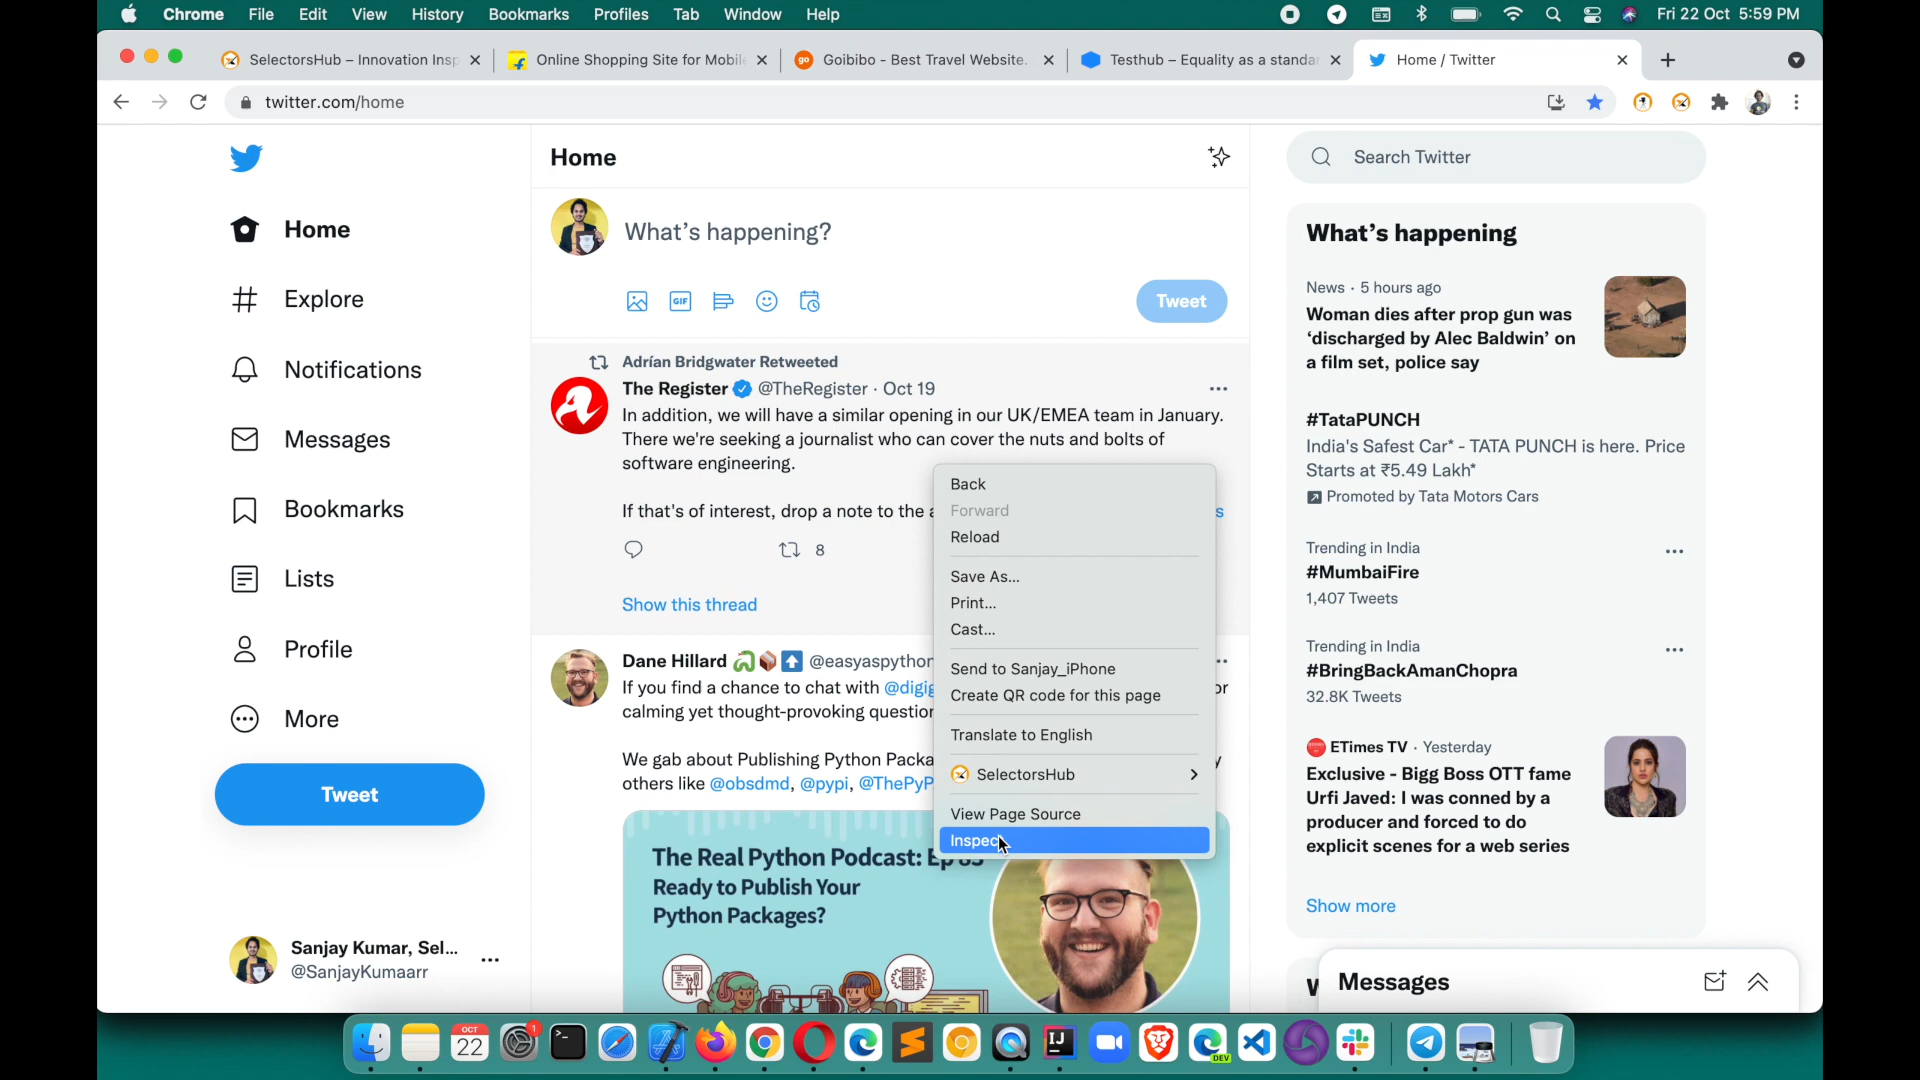 Chrome File Edit View History Bookmarks Profiles Tab Window Help
Fri 22 Oct 5:59 PM
SelectorsHub – Innovation Insp
Online Shopping Site for Mobil
go
Goibibo - Best Travel Website.
Testhub – Equality as a standa
Home / Twitter
twitter.com/home
Home
Explore
Notifications
Messages
Bookmarks
Lists
Profile
More
Tweet
Sanjay Kumar, Sel...
@SanjayKumaarr
Home
What’s happening?
GIF
Tweet
Adrían Bridgwater Retweeted
The Register @TheRegister · Oct 19
In addition, we will have a similar opening in our UK/EMEA team in January.
There we're seeking a journalist who can cover the nuts and bolts of
software engineering.
If that's of interest, drop a note to the
8
Show this thread
Dane Hillard @easyaspython
If you find a chance to chat with @digig or
calming yet thought-provoking question
We gab about Publishing Python Packa y
others like @obsdmd, @pypi, @ThePyP
The Real Python Podcast: Ep 83
Ready to Publish Your
Python Packages?
Back
Forward
Reload
Save As...
Print...
Cast...
Send to Sanjay_iPhone
Create QR code for this page
Translate to English
SelectorsHub
View Page Source
Inspec
Search Twitter
What’s happening
News · 5 hours ago
Woman dies after prop gun was
‘discharged by Alec Baldwin’ on
a film set, police say
#TataPUNCH
India's Safest Car* - TATA PUNCH is here. Price
Starts at ₹5.49 Lakh*
Promoted by Tata Motors Cars
Trending in India
#MumbaiFire
1,407 Tweets
Trending in India
#BringBackAmanChopra
32.8K Tweets
ETimes TV · Yesterday
Exclusive - Bigg Boss OTT fame
Urfi Javed: I was conned by a
producer and forced to do
explicit scenes for a web series
Show more
Messages
OCT
22
1
IJ
DEV